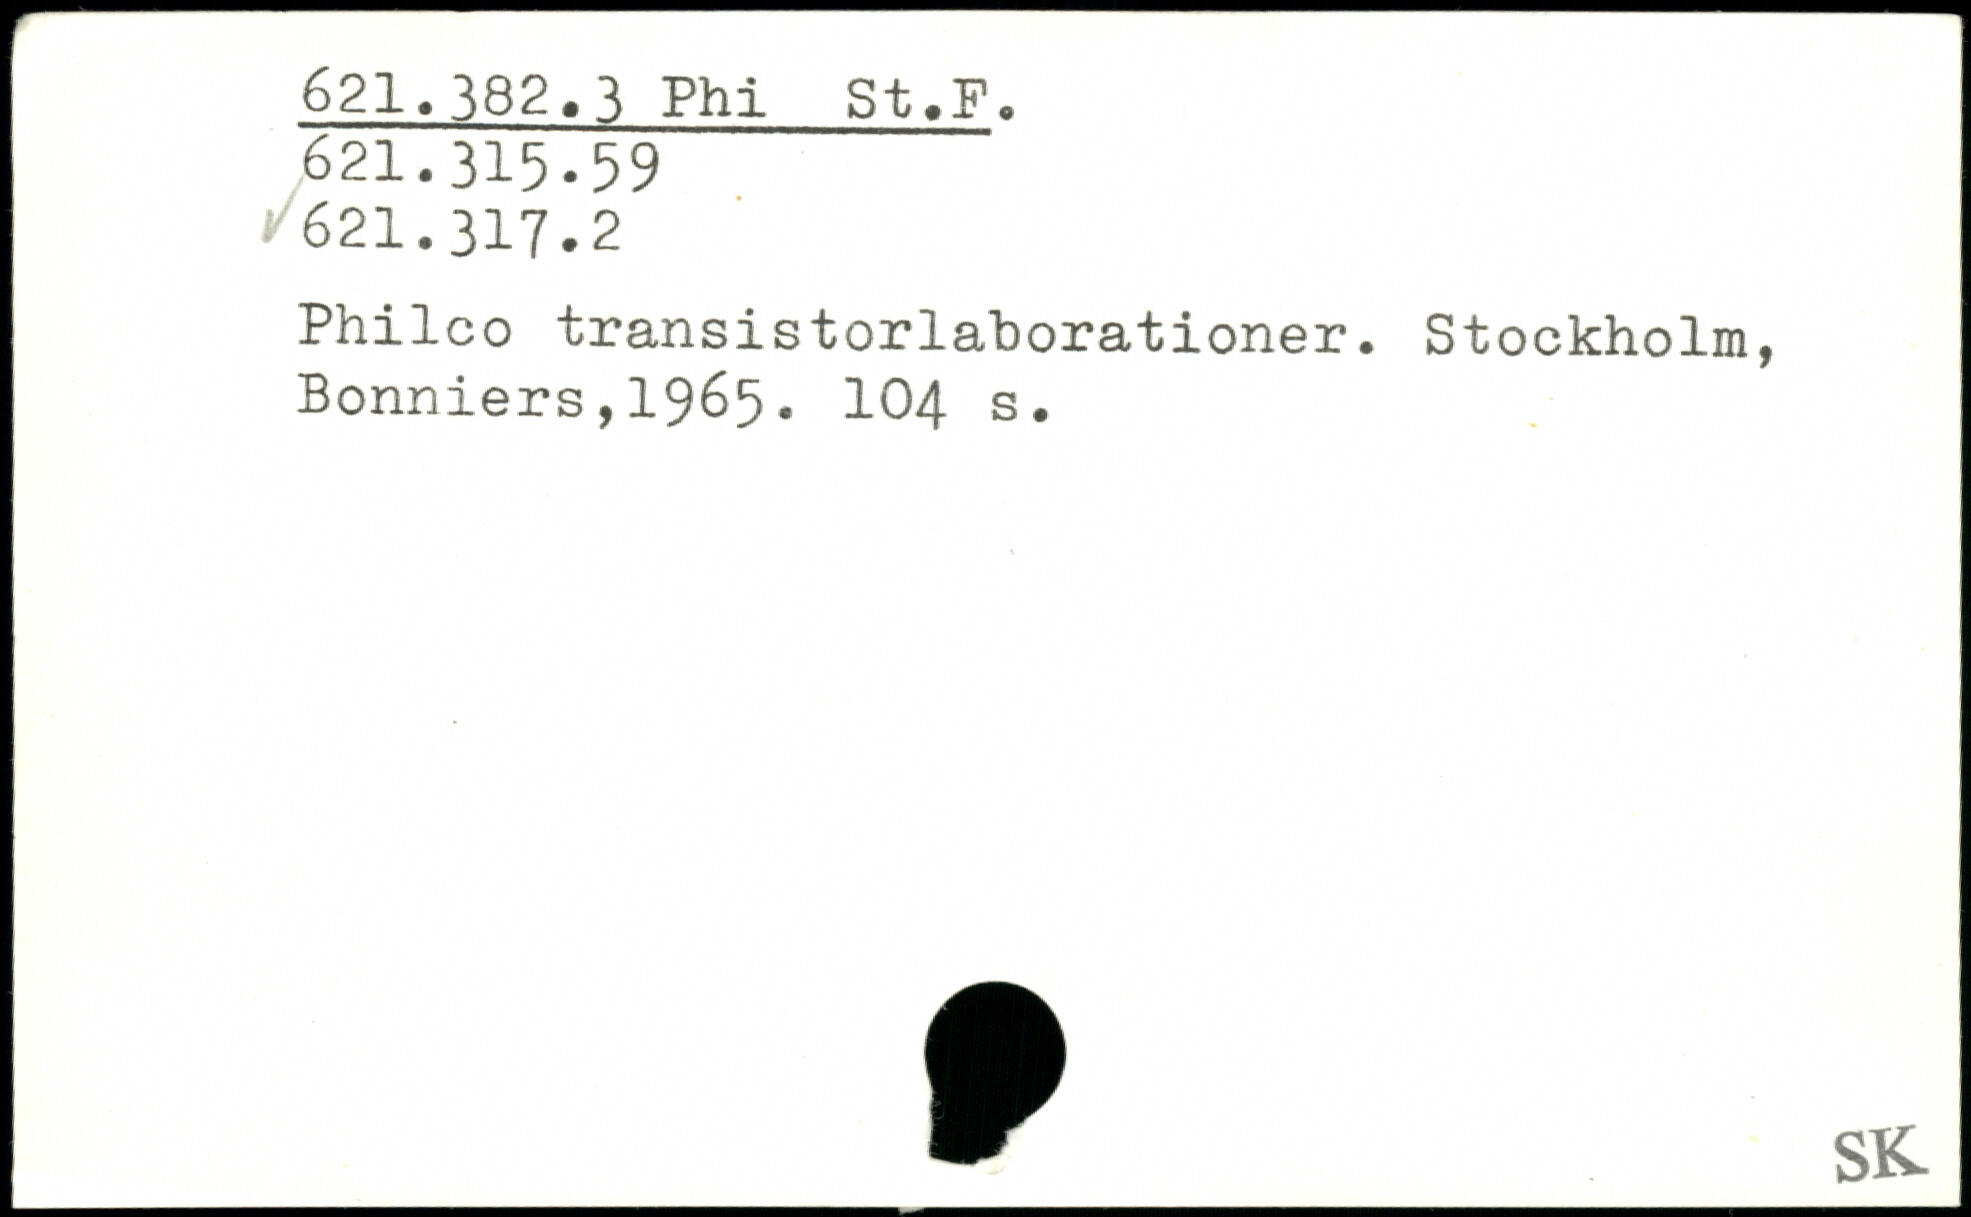 621.382.3 Phi St.F.
621.315.59
✓621.317.2
Philco transistorlaborationer. Stockholm,
Bonniers,1965. 104 s.
SK